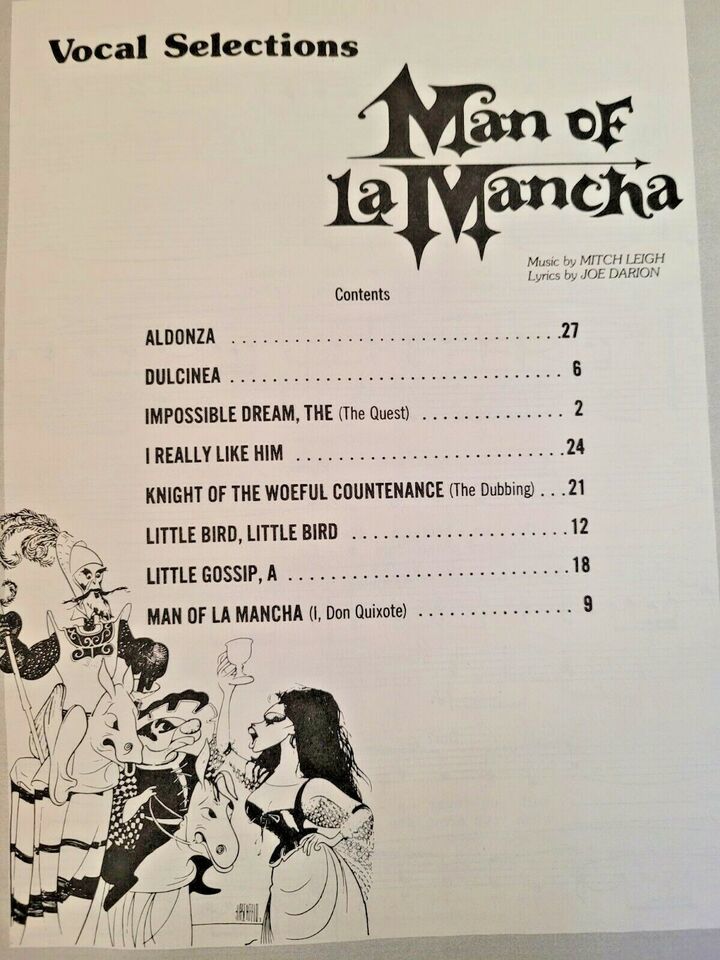 Vocal Selections
Man of
la Mancha
Music by MITCH LEIGH
Lyrics by JOE DARION
Contents
ALDONZA . . . . . . . . . . . . . . . . . . . . . . . . . . . . . . . .27
DULCINEA . . . . . . . . . . . . . . . . . . . . . . . . . . . . . . . . 6
IMPOSSIBLE DREAM, THE (The Quest) . . . . . . . . . . . . . . 2
I REALLY LIKE HIM . . . . . . . . . . . . . . . . . . . . . . . . . .24
KNIGHT OF THE WOEFUL COUNTENANCE (The Dubbing) . . .21
LITTLE BIRD, LITTLE BIRD . . . . . . . . . . . . . . . . . . . . . 12
LITTLE GOSSIP, A . . . . . . . . . . . . . . . . . . . . . . . . . . .18
MAN OF LA MANCHA (I, Don Quixote) . . . . . . . . . . . . . . . 9
HIRSCHFELD